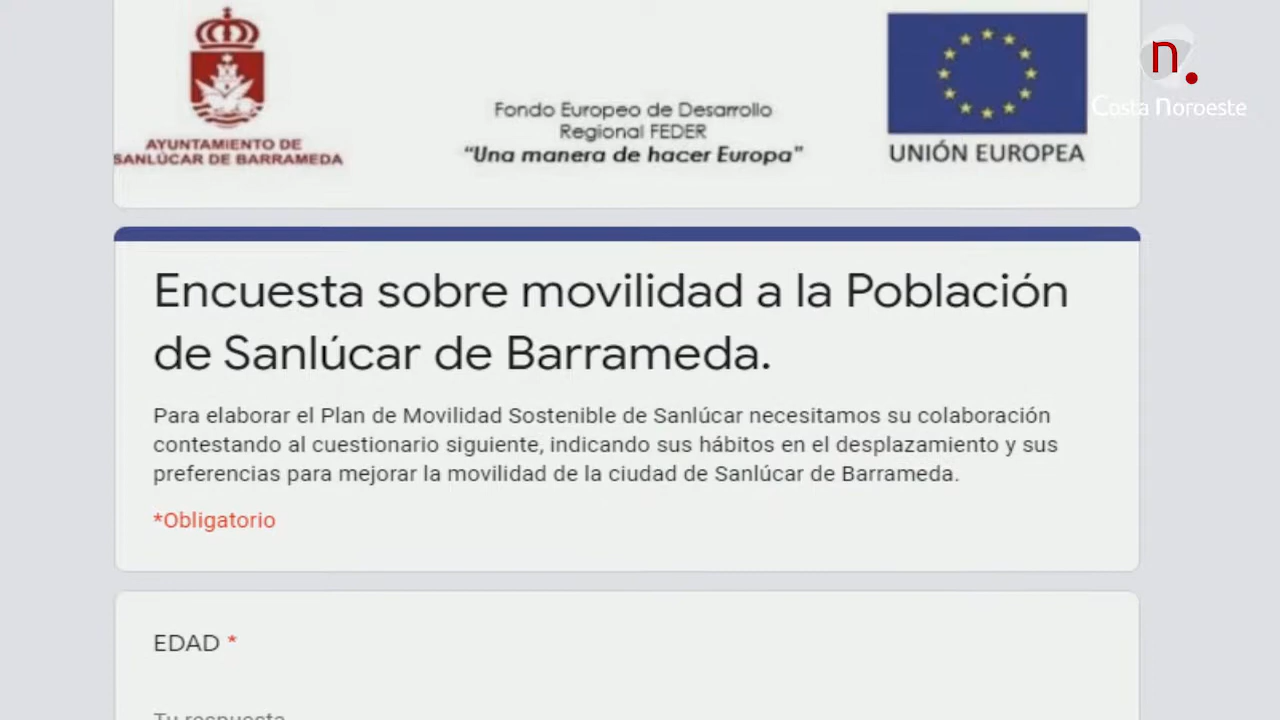 n.
Costa Noroeste
AYUNTAMIENTO DE
SANLÚCAR DE BARRAMEDA
Fondo Europeo de Desarrollo
Regional FEDER
“Una manera de hacer Europa”
UNIÓN EUROPEA
Encuesta sobre movilidad a la Población
de Sanlúcar de Barrameda.
Para elaborar el Plan de Movilidad Sostenible de Sanlúcar necesitamos su colaboración
contestando al cuestionario siguiente, indicando sus hábitos en el desplazamiento y sus
preferencias para mejorar la movilidad de la ciudad de Sanlúcar de Barrameda.
*Obligatorio
EDAD *
Tu respuesta